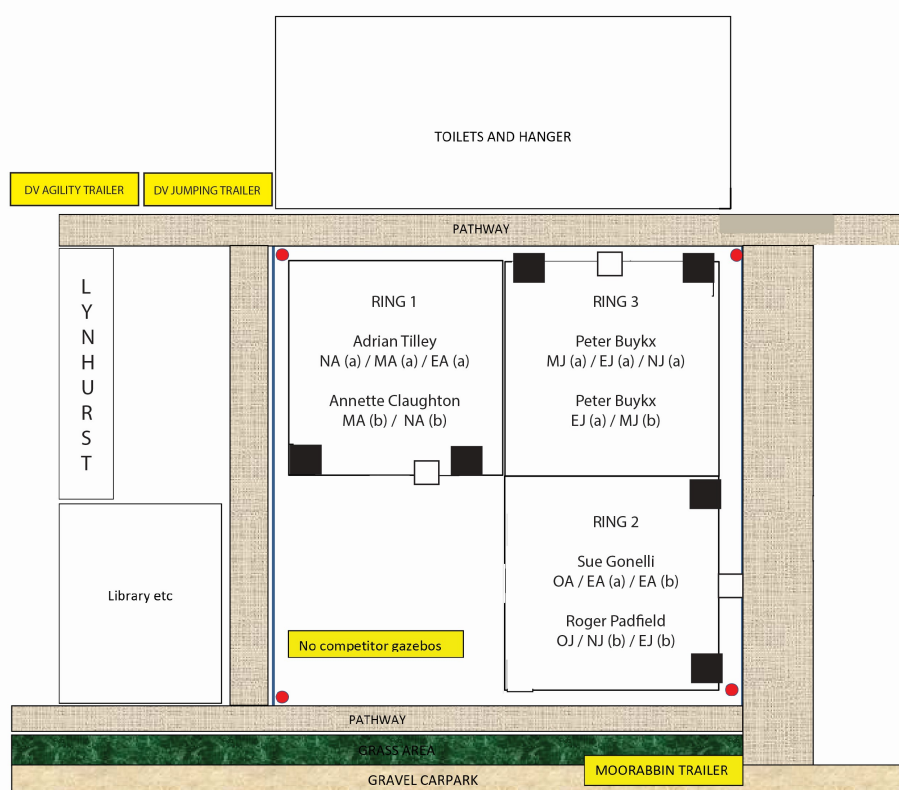 TOILETS AND HANGER
DV AGILITY TRAILER
DV JUMPING TRAILER
PATHWAY
LYNHURST
RING 1
Adrian Tilley
NA (a) / MA (a) / EA (a)
Annette Claughton
MA (b) / NA (b)
RING 3
Peter Buykx
MJ (a) / EJ (a) / NJ (a)
Peter Buykx
EJ (a) / MJ (b)
RING 2
Sue Gonelli
OA / EA (a) / EA (b)
Roger Padfield
OJ / NJ (b) / EJ (b)
Library etc
No competitor gazebos
PATHWAY
GRASS AREA
MOORABBIN TRAILER
GRAVEL CARPARK